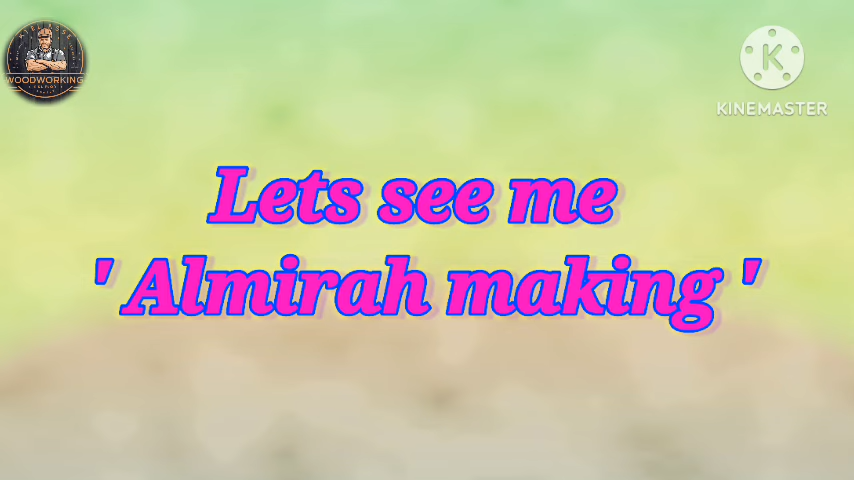 WOODWORKING
KINEMASTER
Lets see me
' Almirah making '